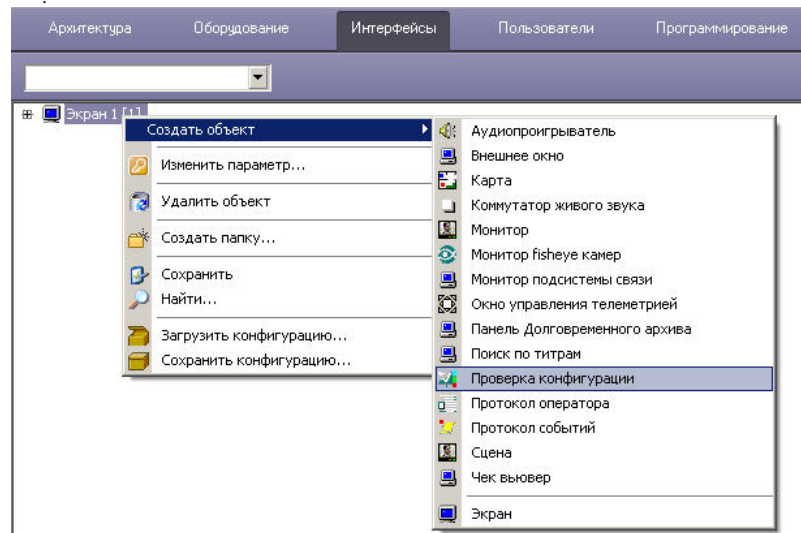 Архитектура Оборудование Интерфейсы Пользователи Программирование
Экран 1 [1]
Создать объект
Изменить параметр...
Удалить объект
Создать папку...
Сохранить
Найти...
Загрузить конфигурацию...
Сохранить конфигурацию...
Аудиопроигрыватель
Внешнее окно
Карта
Коммутатор живого звука
Монитор
Монитор fisheye камер
Монитор подсистемы связи
Окно управления телеметрией
Панель Долговременного архива
Поиск по титрам
Проверка конфигурации
Протокол оператора
Протокол событий
Сцена
Чек вьювер
Экран